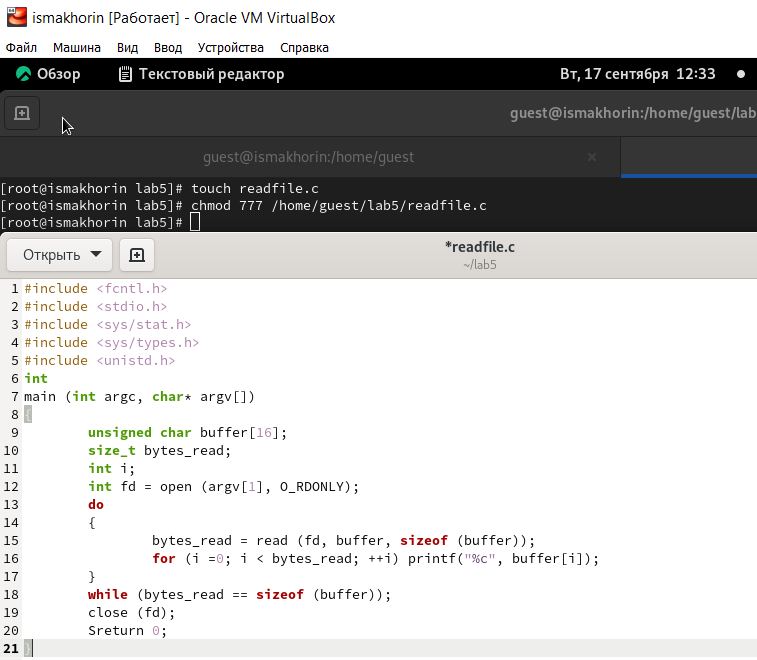 ismakhorin [Работает] - Oracle VM VirtualBox
Файл Машина Вид Ввод Устройства Справка
Обзор Текстовый редактор Вт, 17 сентября 12:33
guest@ismakhorin:/home/guest/lab
guest@ismakhorin:/home/guest ×
[root@ismakhorin lab5]# touch readfile.c
[root@ismakhorin lab5]# chmod 777 /home/guest/lab5/readfile.c
[root@ismakhorin lab5]#
Открыть *readfile.c
~/lab5
1 #include <fcntl.h>
2 #include <stdio.h>
3 #include <sys/stat.h>
4 #include <sys/types.h>
5 #include <unistd.h>
6 int
7 main (int argc, char* argv[])
8 {
9 unsigned char buffer[16];
10 size_t bytes_read;
11 int i;
12 int fd = open (argv[1], O_RDONLY);
13 do
14 {
15 bytes_read = read (fd, buffer, sizeof (buffer));
16 for (i =0; i < bytes_read; ++i) printf("%c", buffer[i]);
17 }
18 while (bytes_read == sizeof (buffer));
19 close (fd);
20 Sreturn 0;
21 }